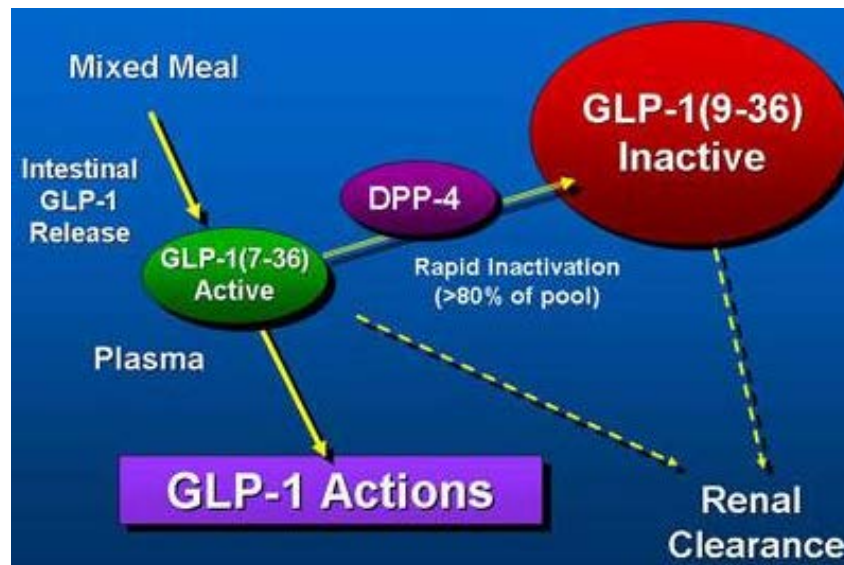 Mixed Meal
Intestinal
GLP-1
Release
GLP-1(7-36)
Active
DPP-4
GLP-1(9-36)
Inactive
Rapid Inactivation
(>80% of pool)
Plasma
GLP-1 Actions
Renal
Clearance